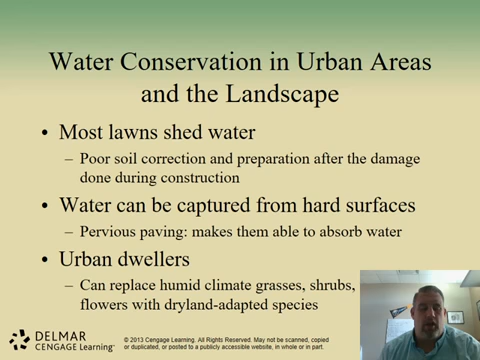 Water Conservation in Urban Areas
and the Landscape
• Most lawns shed water
– Poor soil correction and preparation after the damage
done during construction
• Water can be captured from hard surfaces
– Pervious paving: makes them able to absorb water
• Urban dwellers
– Can replace humid climate grasses, shrubs,
flowers with dryland-adapted species
DELMAR
CENGAGE Learning™
© 2013 Cengage Learning. All Rights Reserved. May not be scanned, copied
or duplicated, or posted to a publicly accessible website, in whole or in part.